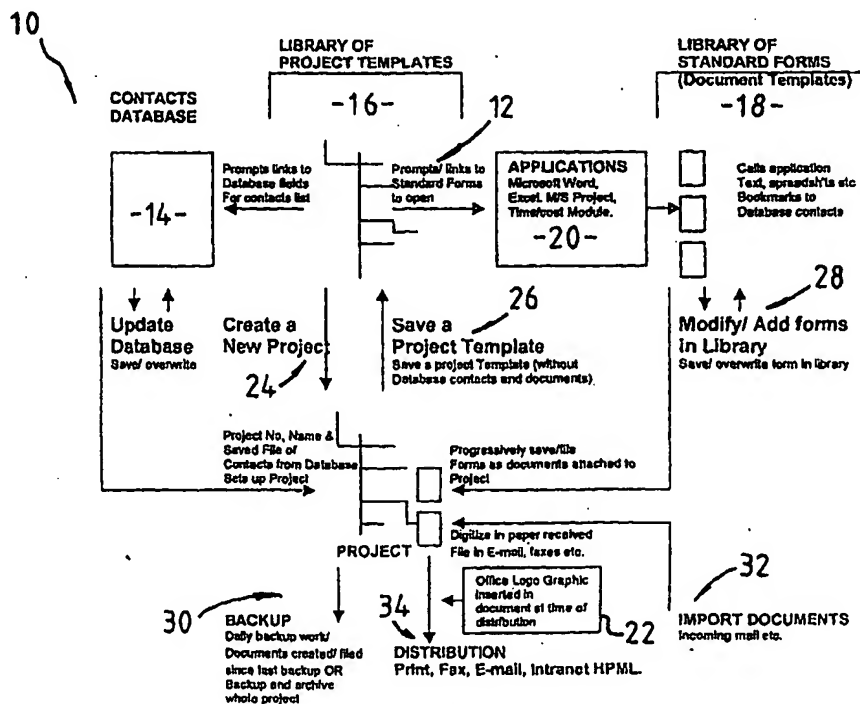 10
LIBRARY OF
PROJECT TEMPLATES
-16-
LIBRARY OF
STANDARD FORMS
(Document Templates)
-18-
CONTACTS
DATABASE
-14-
Prompts links to
Database fields
For contacts list
12
Prompts/ links to
Standard Forms
to open
APPLICATIONS
Microsoft Word,
Excel. M/S Project,
Time/cost Module.
-20-
Calls application
Text, spreadsh'ts etc
Bookmarks to
Database contacts
Update
Database
Save/ overwrite
Create a
New Project
24
26
Save a
Project Template
Save a project Template (without
Database contacts and documents)
28
Modify/ Add forms
in Library
Save/ overwrite form in library
Project No, Name &
Saved File of
Contacts from Database
Sets up Project
Progressively save/file
Forms as documents attached to
Project
Digitize in paper received
File in E-mail, faxes etc.
PROJECT
30
BACKUP
Daily backup work/
Documents created/ filed
since last backup OR
Backup and archive
whole project
34
DISTRIBUTION
Print, Fax, E-mail, Intranet HPML.
Office Logo Graphic
inserted in
document at time of
distribution
22
32
IMPORT DOCUMENTS
Incoming mail etc.